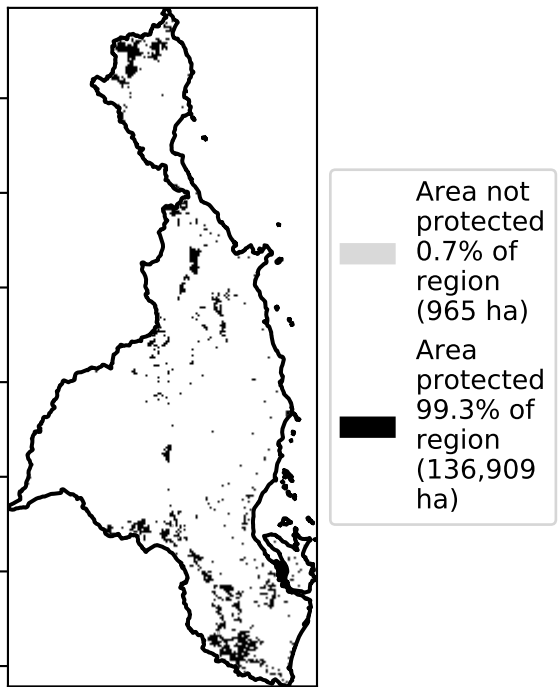 Area not
protected
0.7% of
region
(965 ha)
Area
protected
99.3% of
region
(136,909
ha)